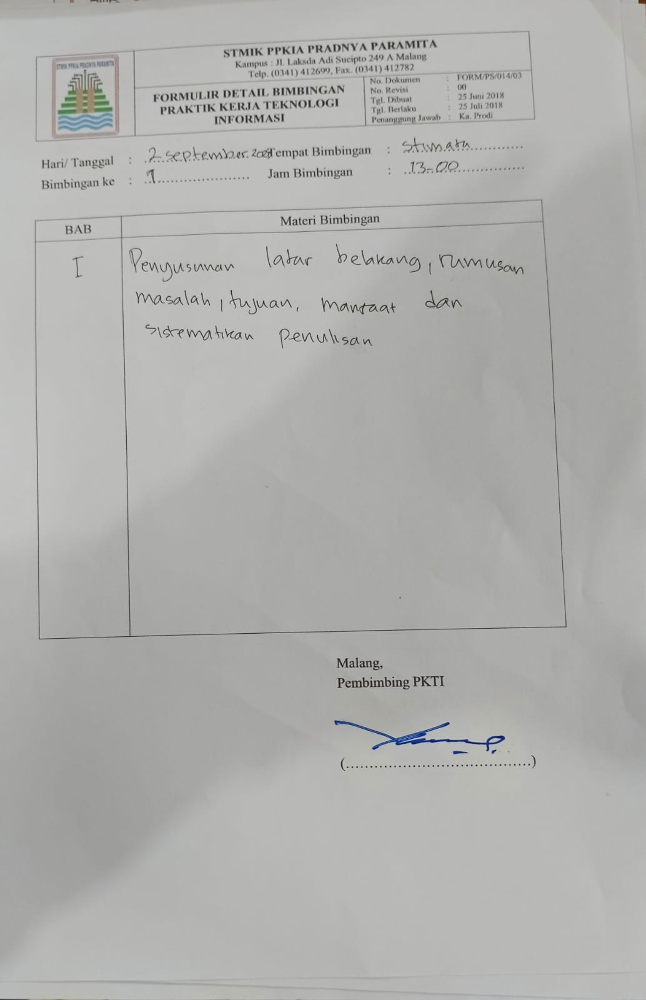 STMIK PPKIA PRADNYA PARAMITA
STMIK PPKIA PRADNYA PARAMITA
Kampus : Jl. Laksda Adi Sucipto 249 A Malang
Telp. (0341) 412699, Fax. (0341) 412782
FORMULIR DETAIL BIMBINGAN
PRAKTIK KERJA TEKNOLOGI
INFORMASI
No. Dokumen : FORM/PS/014/03
No. Revisi : 00
Tgl. Dibuat : 25 Juni 2018
Tgl. Berlaku : 25 Juli 2018
Penanggung Jawab : Ka. Prodi
Hari/ Tanggal : 2 september Tempat Bimbingan : Stimata
Bimbingan ke : 1 Jam Bimbingan : 13-00
BAB Materi Bimbingan
I Penyusunan latar belakang, rumusan
masalah, tujuan, manfaat dan
sistematikan penulisan
Malang,
Pembimbing PKTI
(........................................)